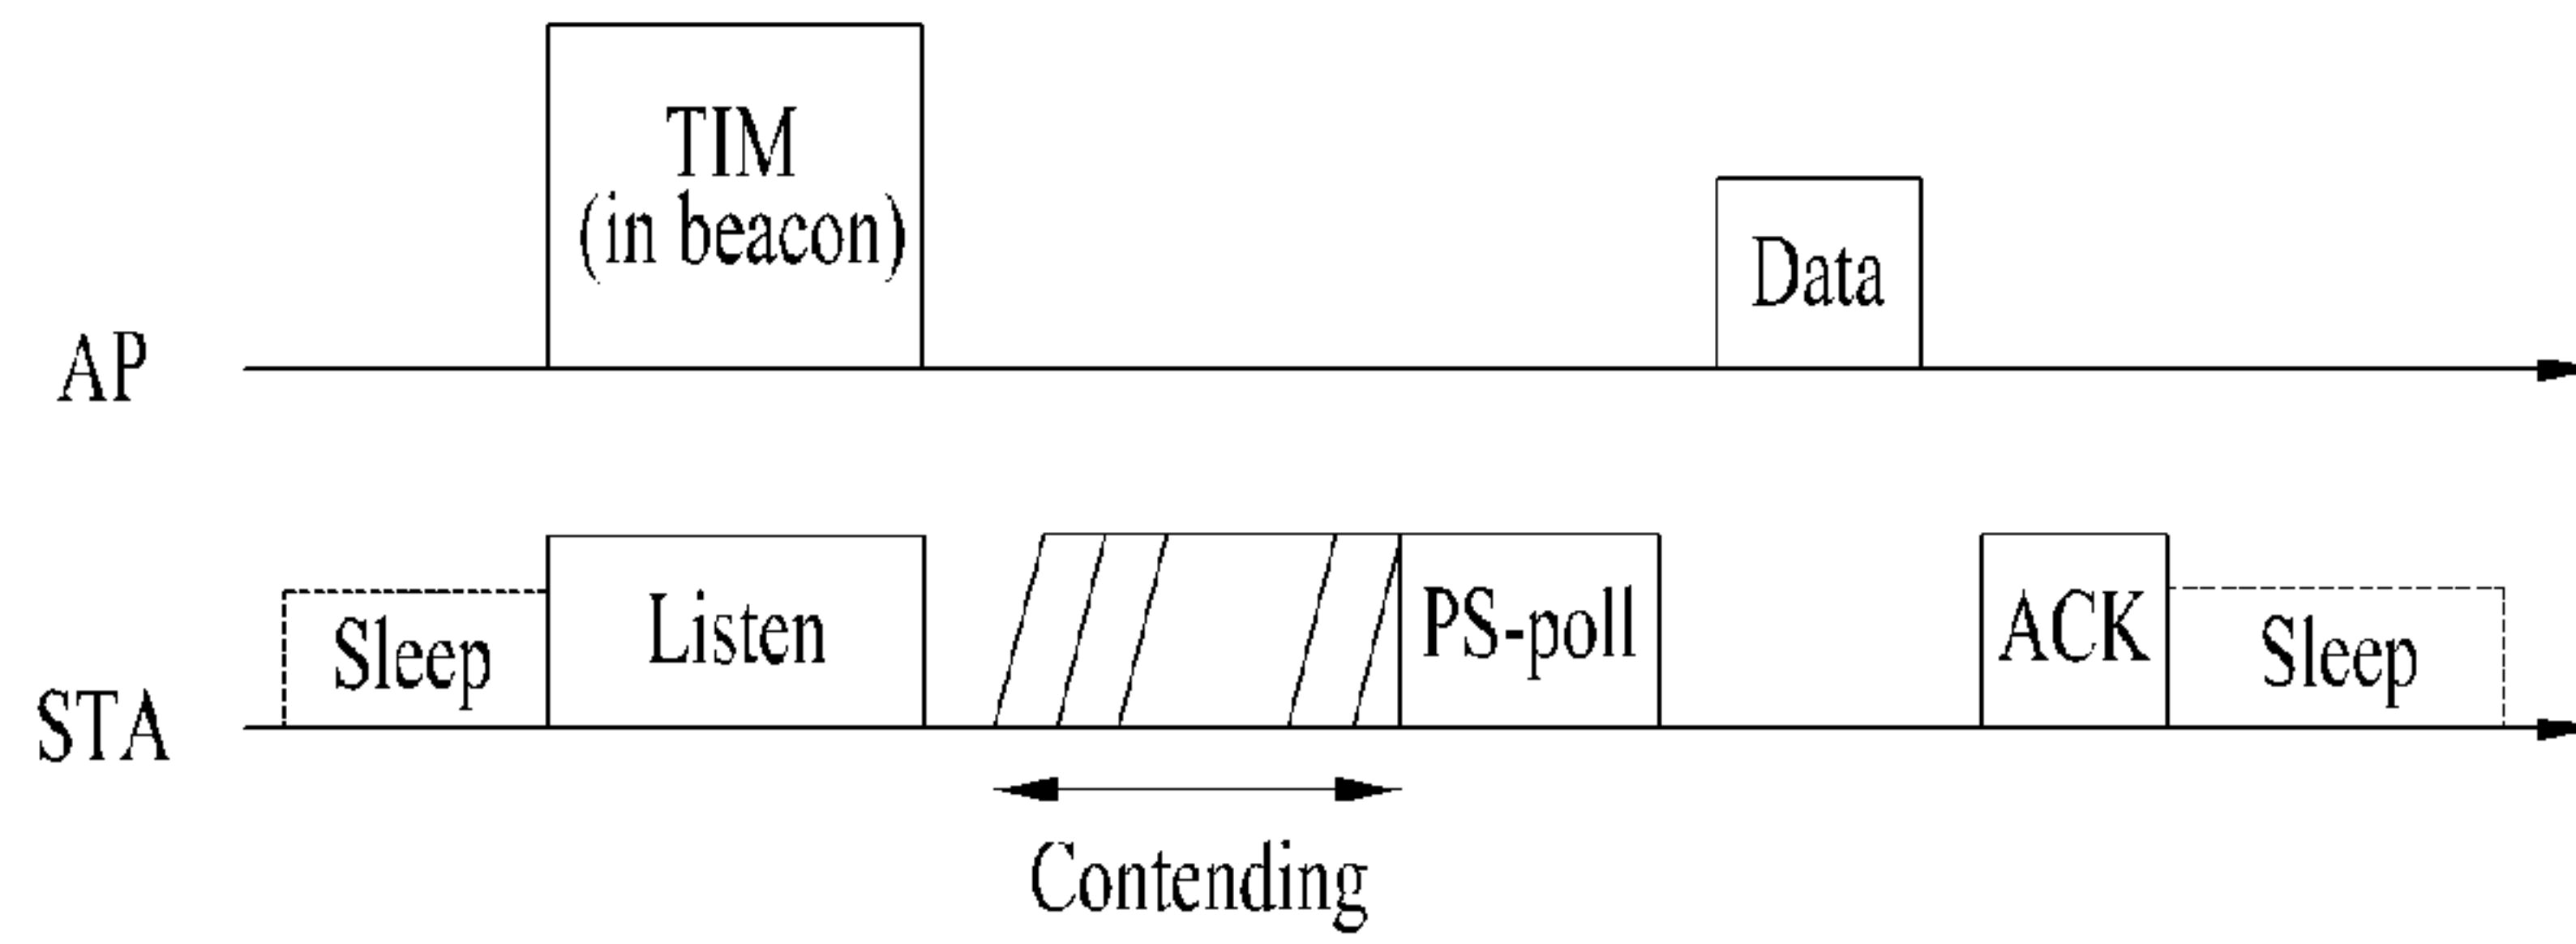 TIM
(in beacon)
Data
AP
Sleep
Listen
PS-poll
ACK
Sleep
STA
Contending